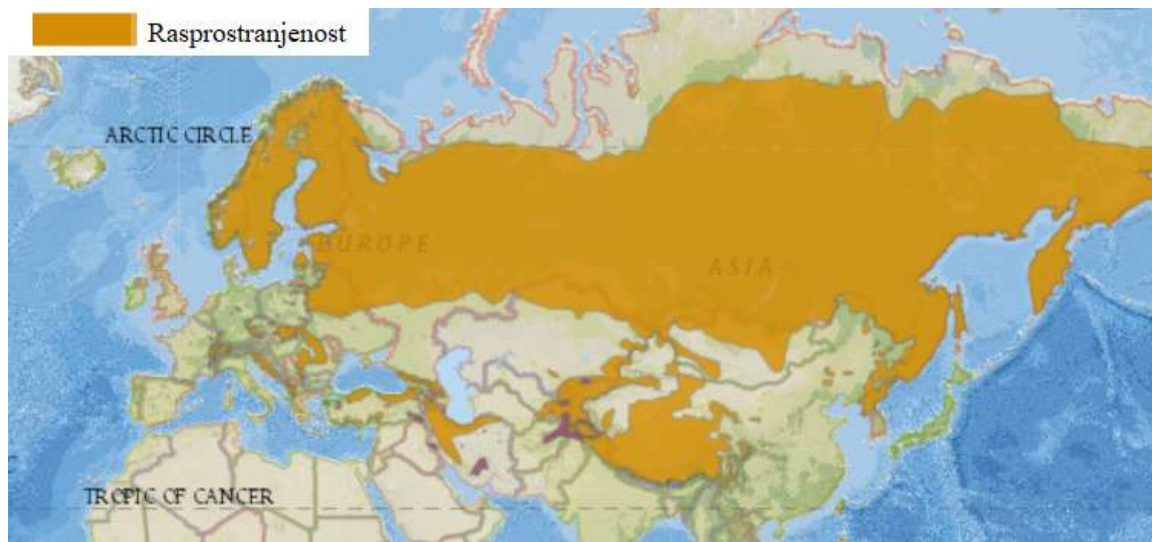 Rasprostranjenost
ARCTIC CIRCLE
EUROPE
ASIA
TROPIC OF CANCER